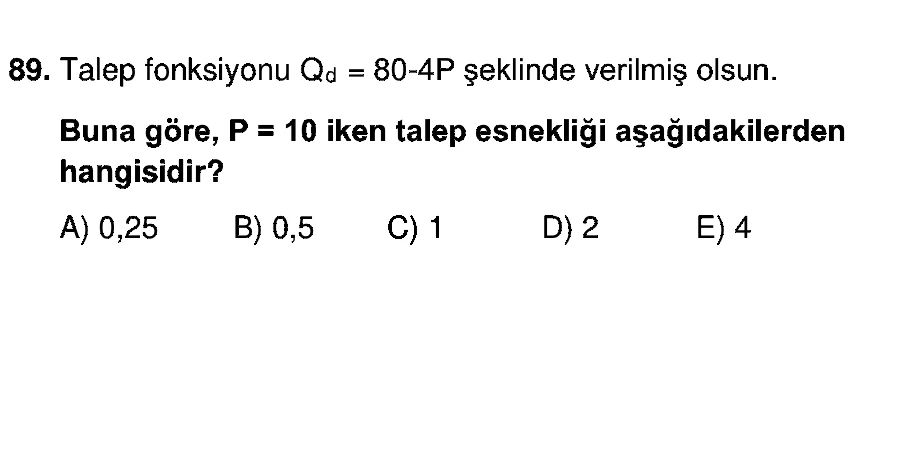 89. Talep fonksiyonu Qd = 80-4P şeklinde verilmiş olsun.
Buna göre, P = 10 iken talep esnekliği aşağıdakilerden
hangisidir?
A) 0,25 B) 0,5 C) 1 D) 2 E) 4